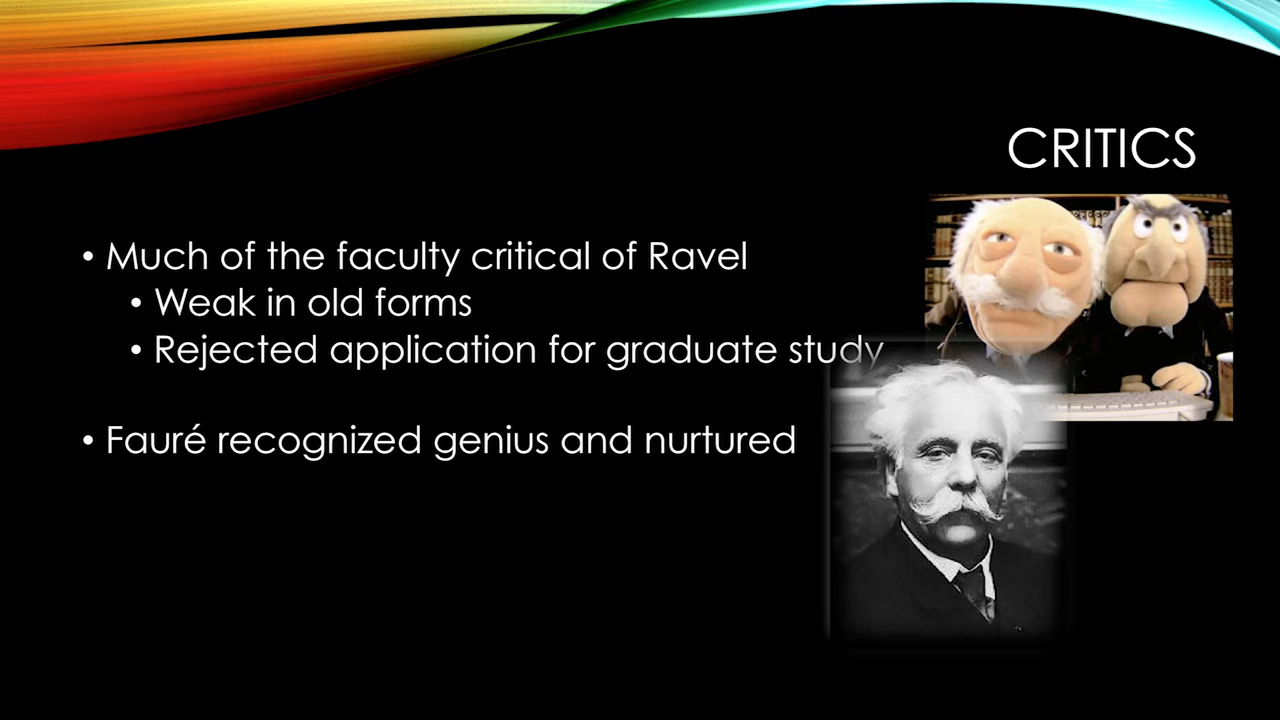 CRITICS
• Much of the faculty critical of Ravel
• Weak in old forms
• Rejected application for graduate study
• Fauré recognized genius and nurtured